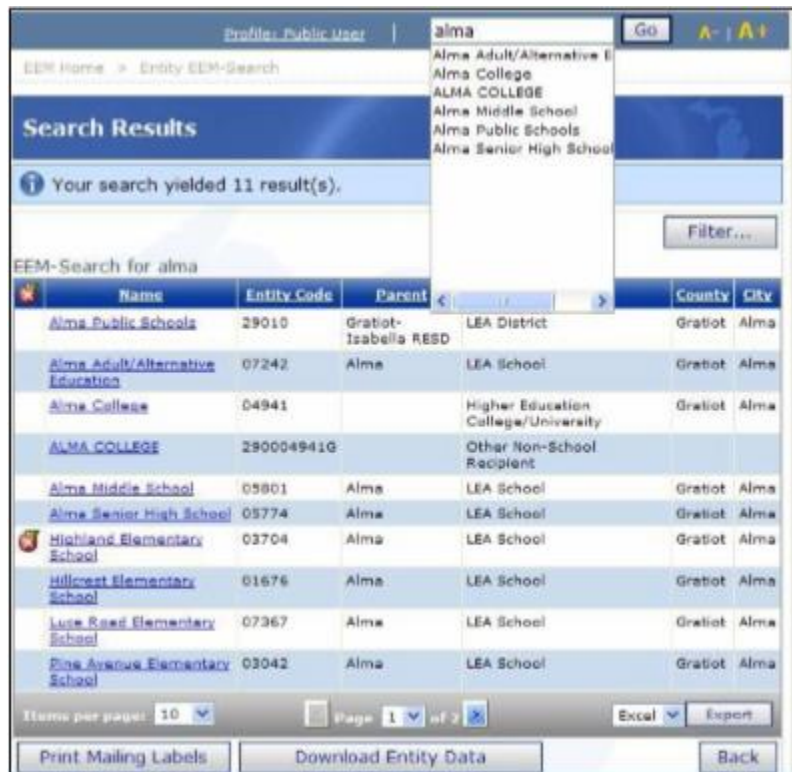 Profile: Public User | alma Go A- | A+
EEM Home > Entity EEM-Search
Alma Adult/Alternative E
Alma College
ALMA COLLEGE
Alma Middle School
Alma Public Schools
Alma Senior High School
Search Results
Your search yielded 11 result(s).
Filter...
EEM-Search for alma
Name Entity Code Parent County City
Alma Public Schools 29010 Gratiot- LEA District Gratiot Alma
Isabella RESD
Alma Adult/Alternative 07242 Alma LEA School Gratiot Alma
Education
Alma College 04941 Higher Education Gratiot Alma
College/University
ALMA COLLEGE 290004941G Other Non-School
Recipient
Alma Middle School 05801 Alma LEA School Gratiot Alma
Alma Senior High School 05774 Alma LEA School Gratiot Alma
Highland Elementary 03704 Alma LEA School Gratiot Alma
School
Hillcrest Elementary 01676 Alma LEA School Gratiot Alma
School
Luce Road Elementary 07367 Alma LEA School Gratiot Alma
School
Pine Avenue Elementary 03042 Alma LEA School Gratiot Alma
School
Items per page: 10 Page 1 of 2 Excel Export
Print Mailing Labels Download Entity Data Back